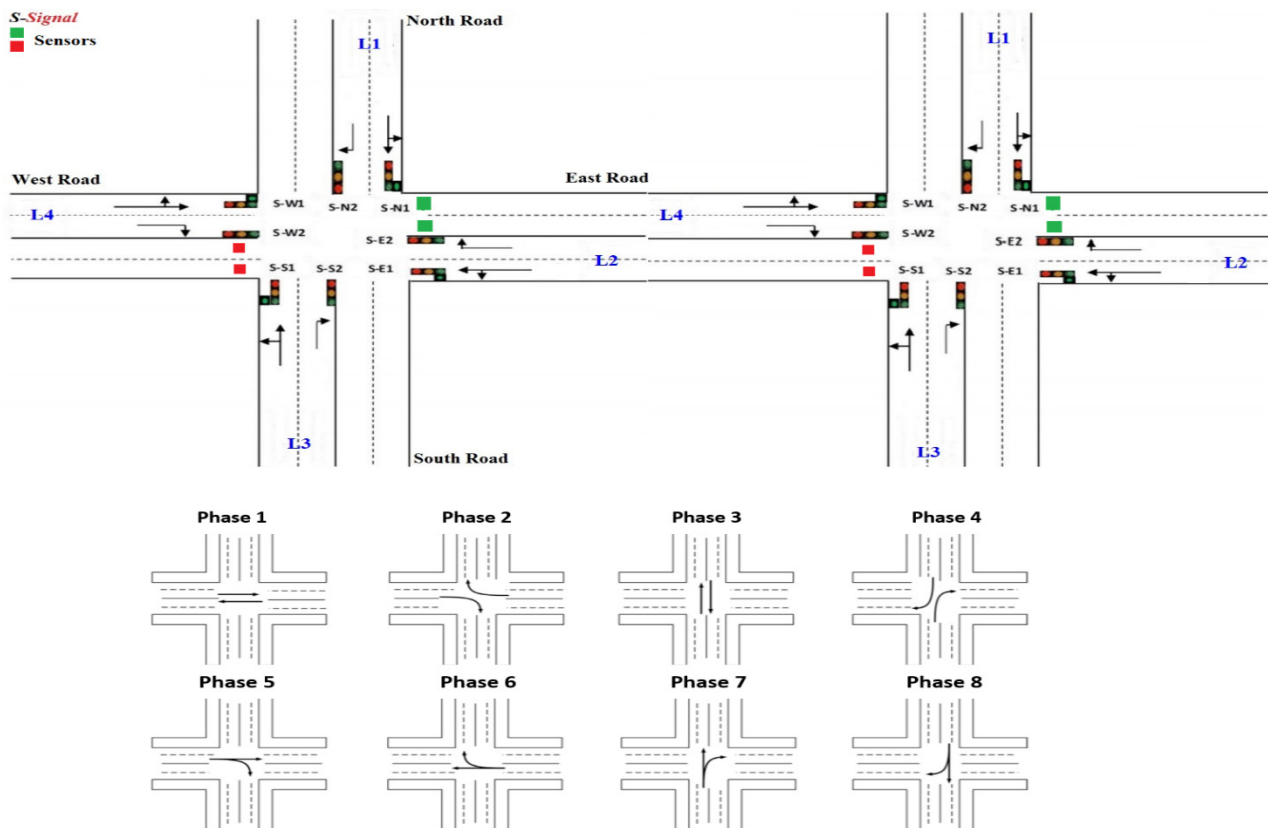 S-Signal
Sensors
North Road
L1
L1
West Road
East Road
L4
S-W1
S-N2
S-N1
L4
S-W1
S-N2
S-N1
S-W2
S-E2
S-W2
S-E2
S-S1
S-S2
S-E1
L2
S-S1
S-S2
S-E1
L2
L3
South Road
L3
Phase 1
Phase 2
Phase 3
Phase 4
Phase 5
Phase 6
Phase 7
Phase 8